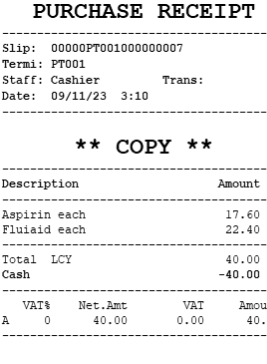 PURCHASE RECEIPT
Slip: 00000PT001000000007
Termi: PT001
Staff: Cashier Trans:
Date: 09/11/23 3:10
** COPY **
Description Amount
Aspirin each 17.60
Fluiaid each 22.40
Total LCY 40.00
Cash -40.00
VAT% Net.Amt VAT Amou
A 0 40.00 0.00 40.